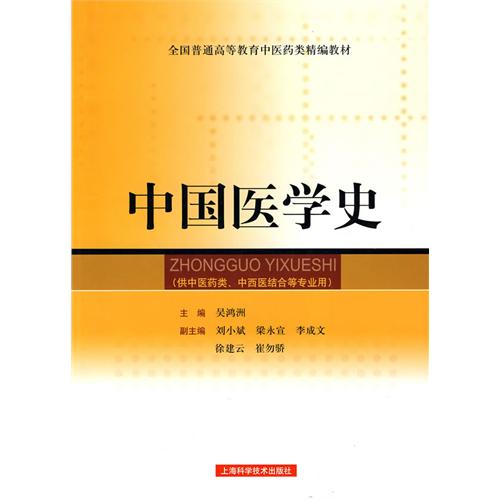 全国普通高等教育中医药类精编教材
中国医学史
ZHONGGUO YIXUESHI
(供中医药类、中西医结合等专业用)
主 编 吴鸿洲
副主编 刘小斌 梁永宣 李成文
徐建云 崔勿骄
上海科学技术出版社